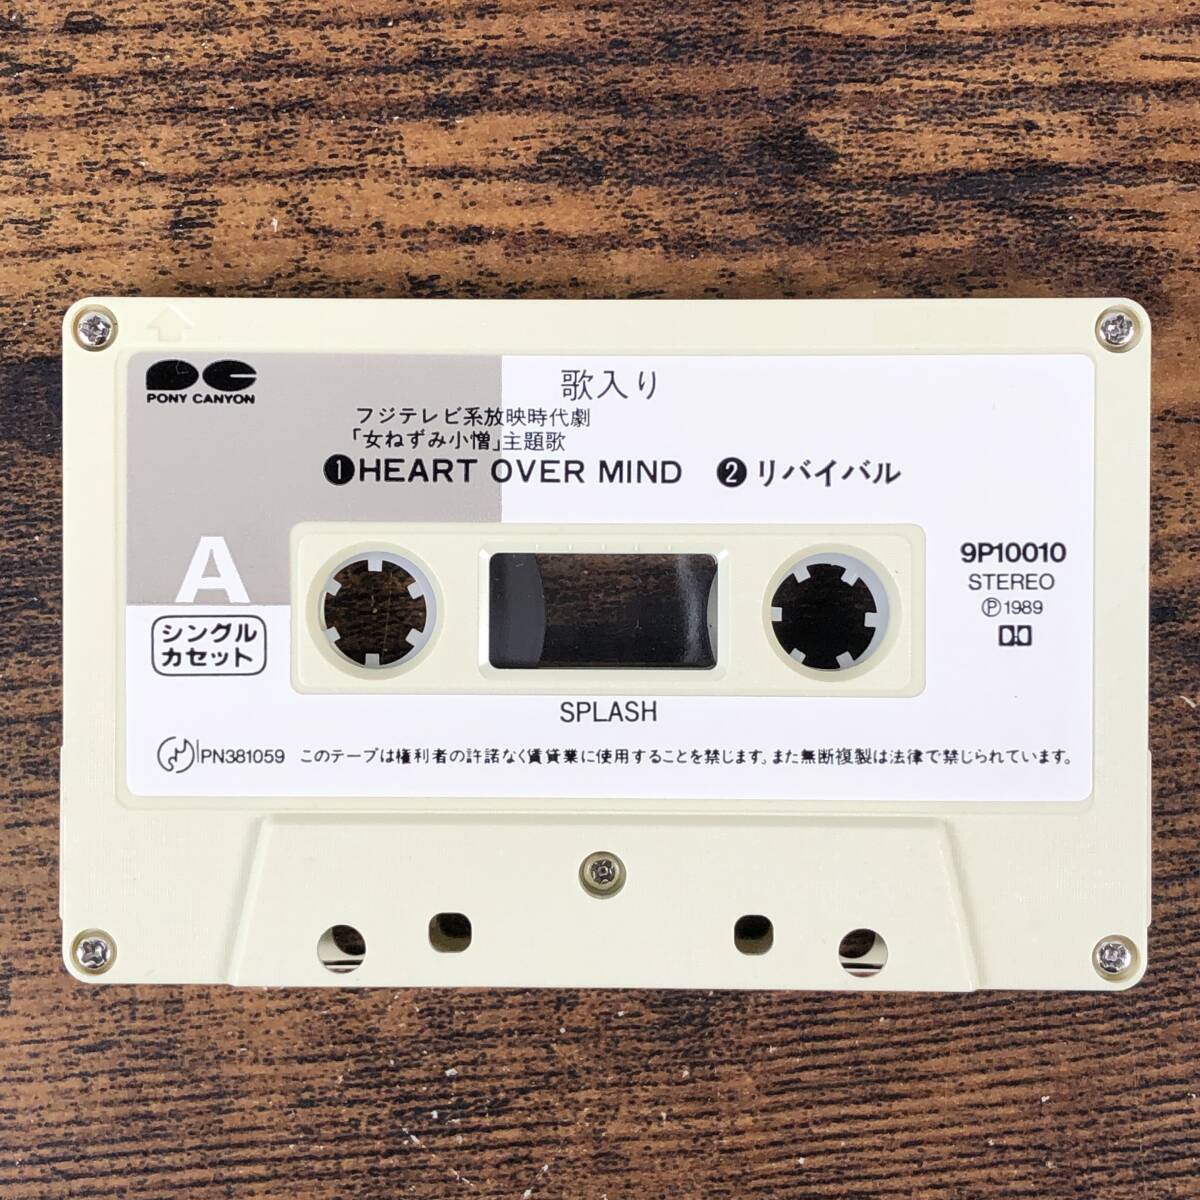 PONY CANYON
歌入り
フジテレビ系放映時代劇
「女ねずみ小憎」主題歌
❶HEART OVER MIND ❷リバイバル
A
9P10010
STEREO
Ⓟ1989
シングル
カセット
SPLASH
PN381059 このテープは権利者の許諾なく賃貸業に使用することを禁じます。また無断複製は法律で禁じられています。